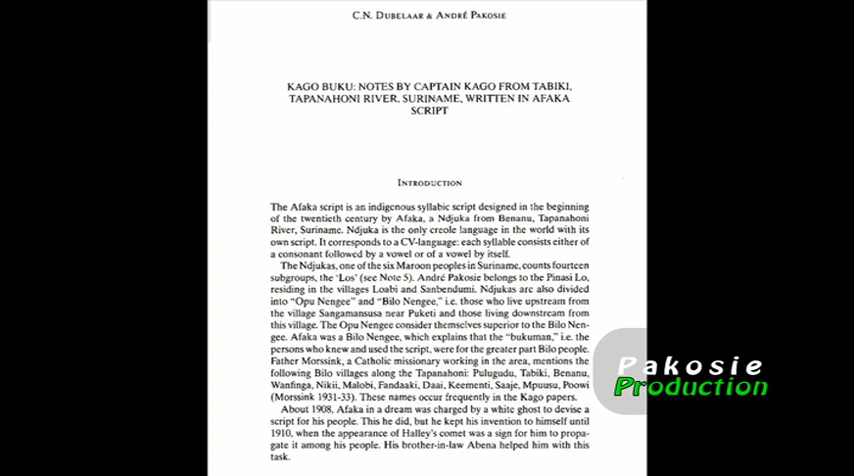 C.N. DUBELAAR & ANDRÉ PAKOSIE
KAGO BUKU: NOTES BY CAPTAIN KAGO FROM TABIKI,
TAPANAHONI RIVER, SURINAME, WRITTEN IN AFAKA
SCRIPT
INTRODUCTION
The Afaka script is an indigenous syllabic script designed in the beginning
of the twentieth century by Afaka, a Ndjuka from Benanu, Tapanahoni
River, Suriname. Ndjuka is the only creole language in the world with its
own script. It corresponds to a CV-language: each syllable consists either of
a consonant followed by a vowel or of a vowel by itself.
The Ndjukas, one of the six Maroon peoples in Suriname, counts fourteen
subgroups, the 'Los' (see Note 5). André Pakosie belongs to the Pinasi Lo,
residing in the villages Loabi and Sanbendumi. Ndjukas are also divided
into "Opu Nengee" and "Bilo Nengee," i.e. those who live upstream from
the village Sangamansusa near Puketi and those living downstream from
this village. The Opu Nengee consider themselves superior to the Bilo Nen-
gee. Afaka was a Bilo Nengee, which explains that the "bukuman," i.e. the
persons who knew and used the script, were for the greater part Bilo people.
Father Morssink, a Catholic missionary working in the area, mentions the
following Bilo villages along the Tapanahoni: Pulugudu, Tabiki, Benanu,
Wanfinga, Nikii, Malobi, Fandaaki, Daai, Keementi, Saaje, Mpuusu, Poowi
(Morssink 1931-33). These names occur frequently in the Kago papers.
About 1908, Afaka in a dream was charged by a white ghost to devise a
script for his people. This he did, but he kept his invention to himself until
1910, when the appearance of Halley's comet was a sign for him to propa-
gate it among his people. His brother-in-law Abena helped him with this
task.
Pakosie
Production